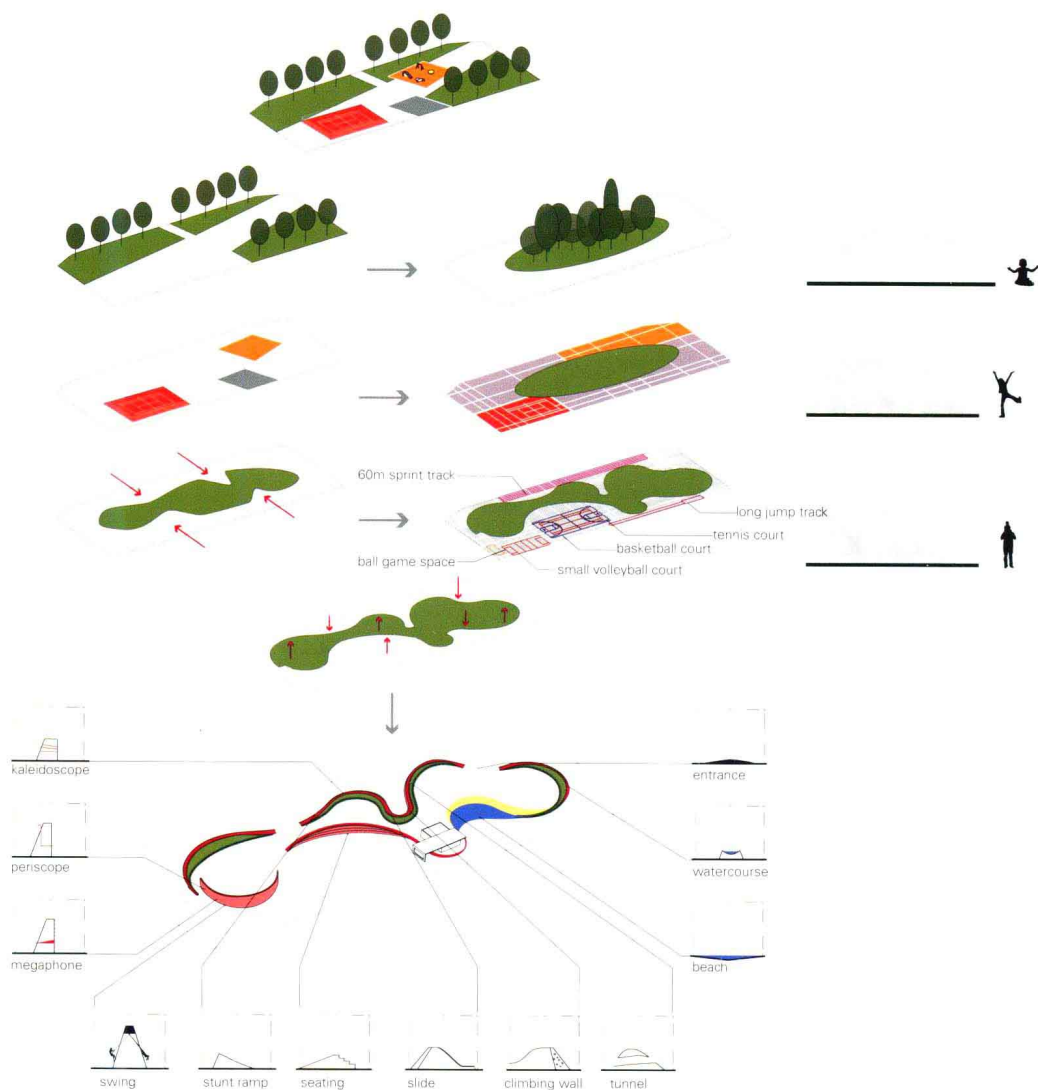 60m sprint track
long jump track
tennis court
basketball court
ball game space
small volleyball court
kaleidoscope
entrance
periscope
watercourse
megaphone
beach
swing
stunt ramp
seating
slide
climbing wall
tunnel